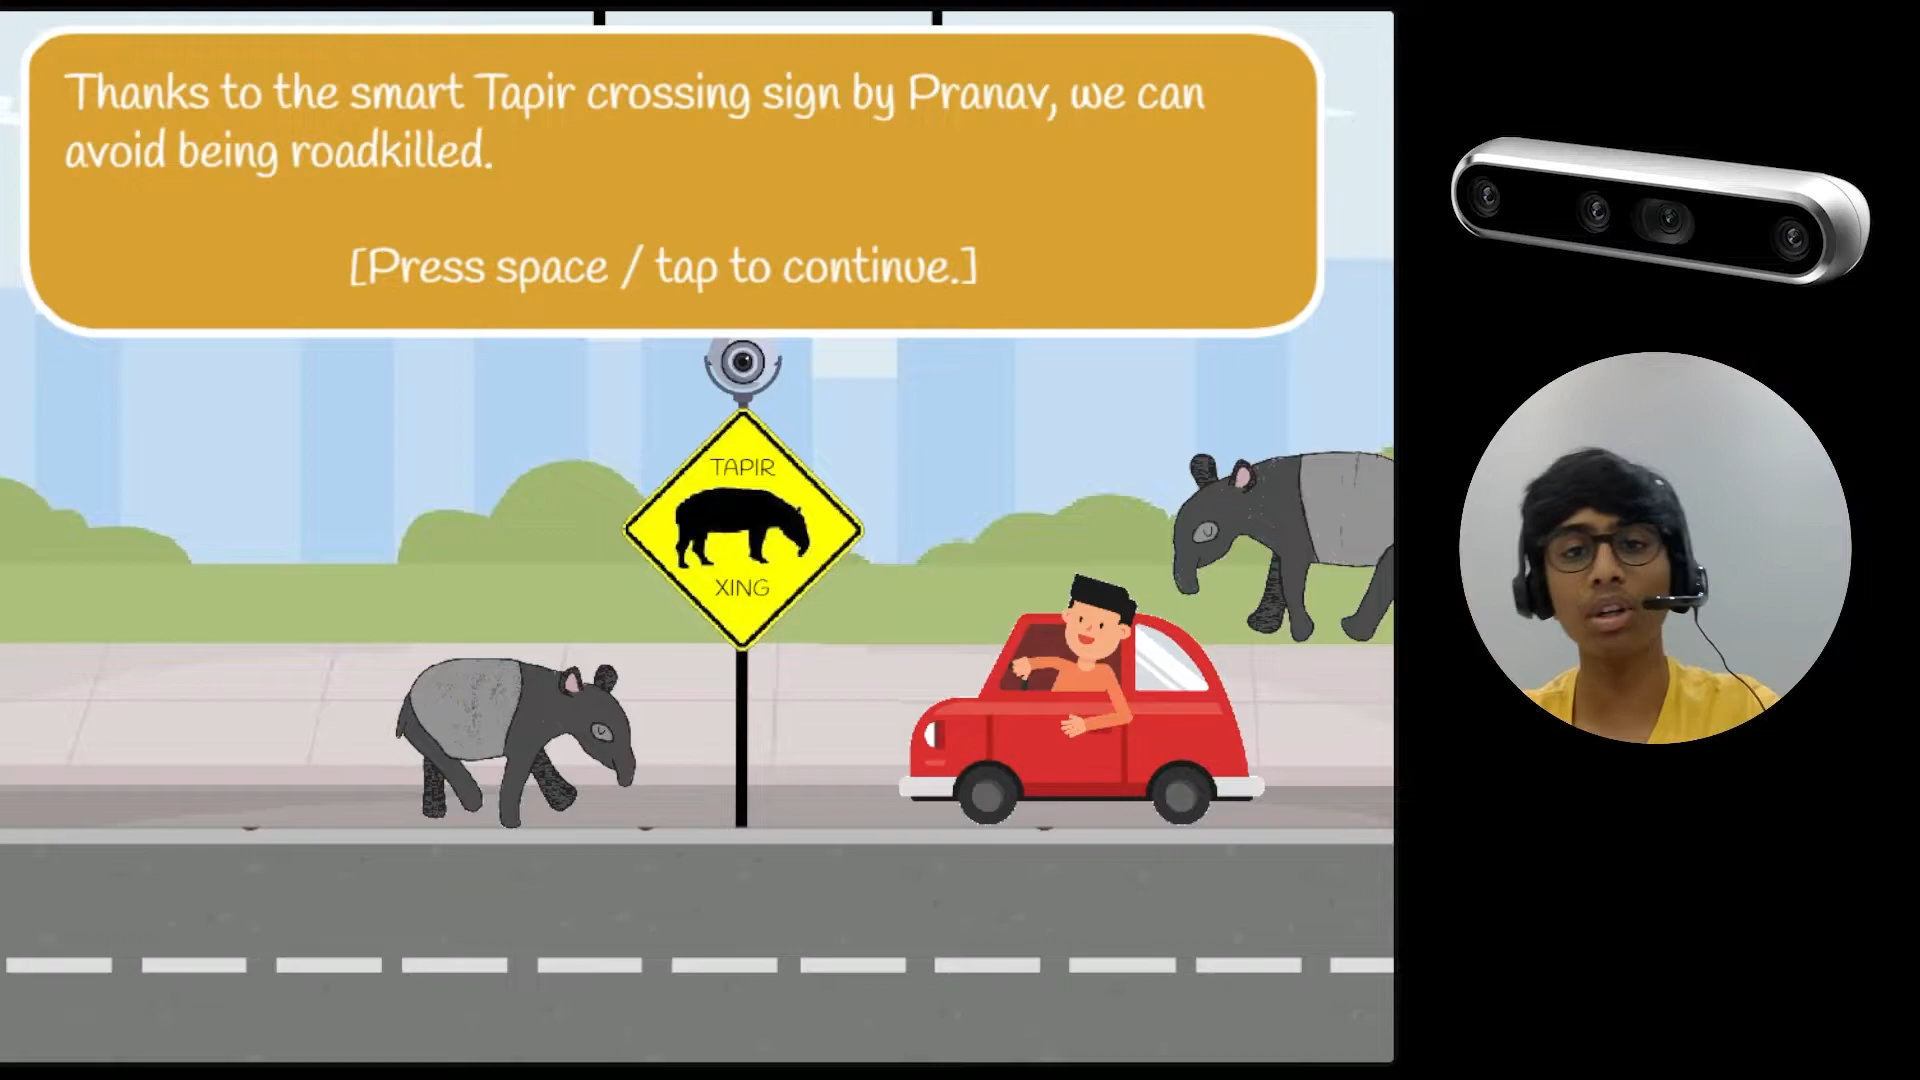 Thanks to the smart Tapir crossing sign by Pranav, we can
avoid being roadkilled.
[Press space / tap to continue.]
TAPIR
XING